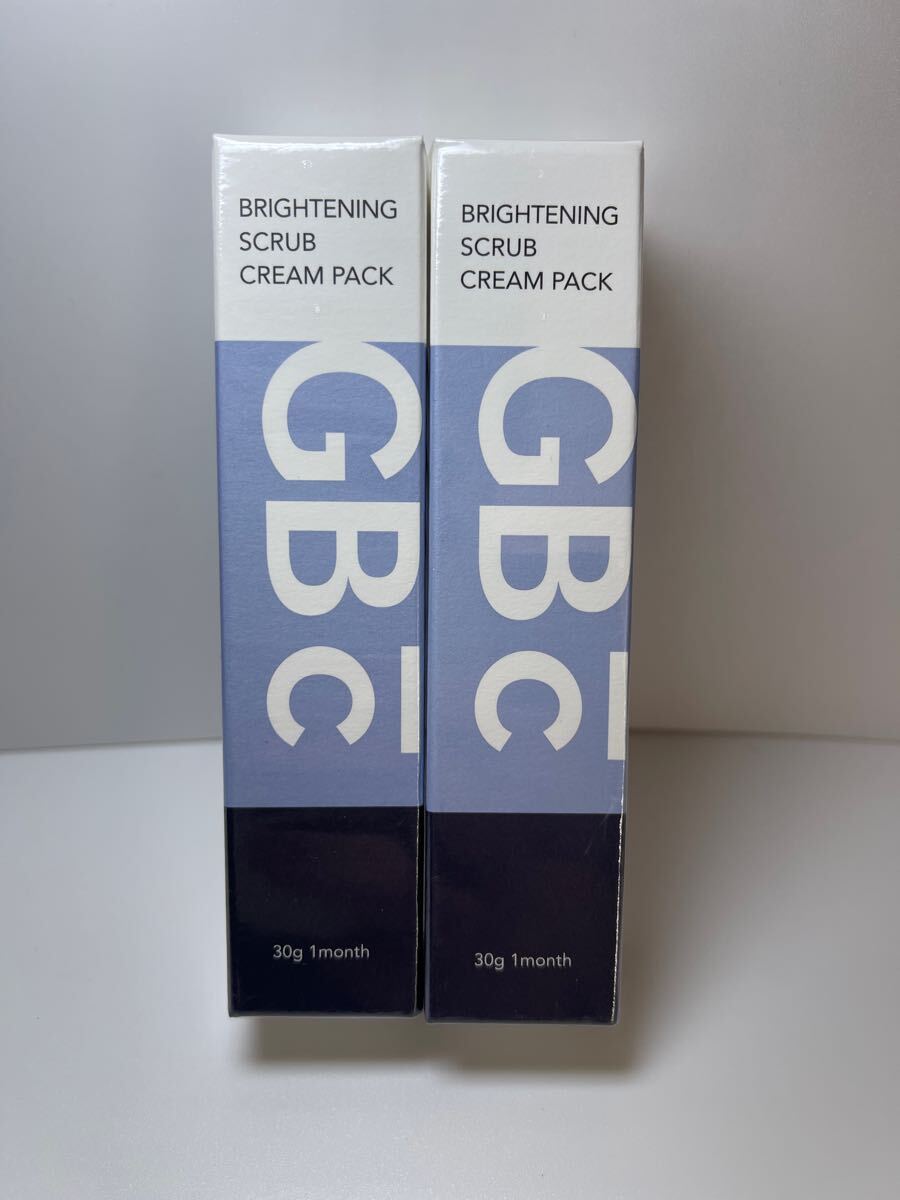 BRIGHTENING
SCRUB
CREAM PACK
GBc
30g 1month
BRIGHTENING
SCRUB
CREAM PACK
GBc
30g 1month